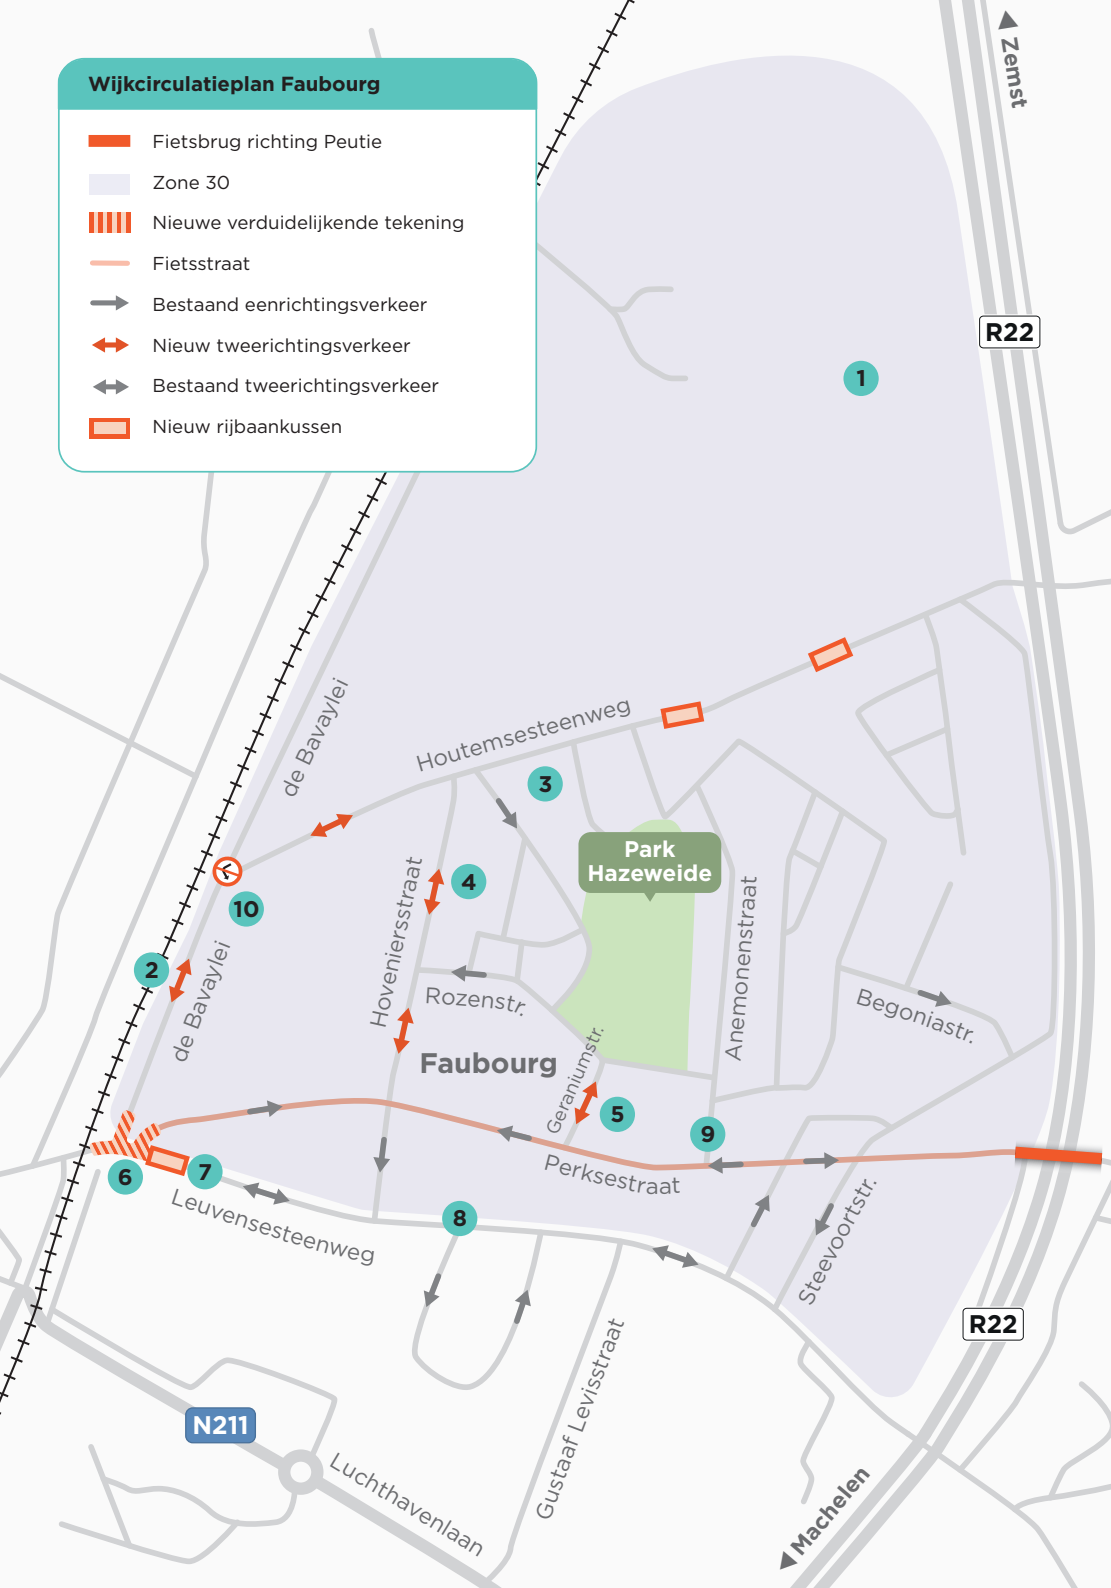 Zemst
Wijkcirculatieplan Faubourg
Fietsbrug richting Peutie
Zone 30
Nieuwe verduidelijkende tekening
Fietsstraat
Bestaand eenrichtingsverkeer
Nieuw tweerichtingsverkeer
Bestaand tweerichtingsverkeer
Nieuw rijbaankussen
R22
1
de Bavaylei
Houtemsesteenweg
3
Park
Hazeweide
4
10
Hoveniersstraat
Anemonenstraat
2
de Bavaylei
Rozenstr.
Begoniastr.
Faubourg
Geraniumstr.
5
9
6
7
Perksestraat
Leuvensesteenweg
8
Steevoortstr.
R22
Gustaaf Levisstraat
N211
Luchthavenlaan
Machelen